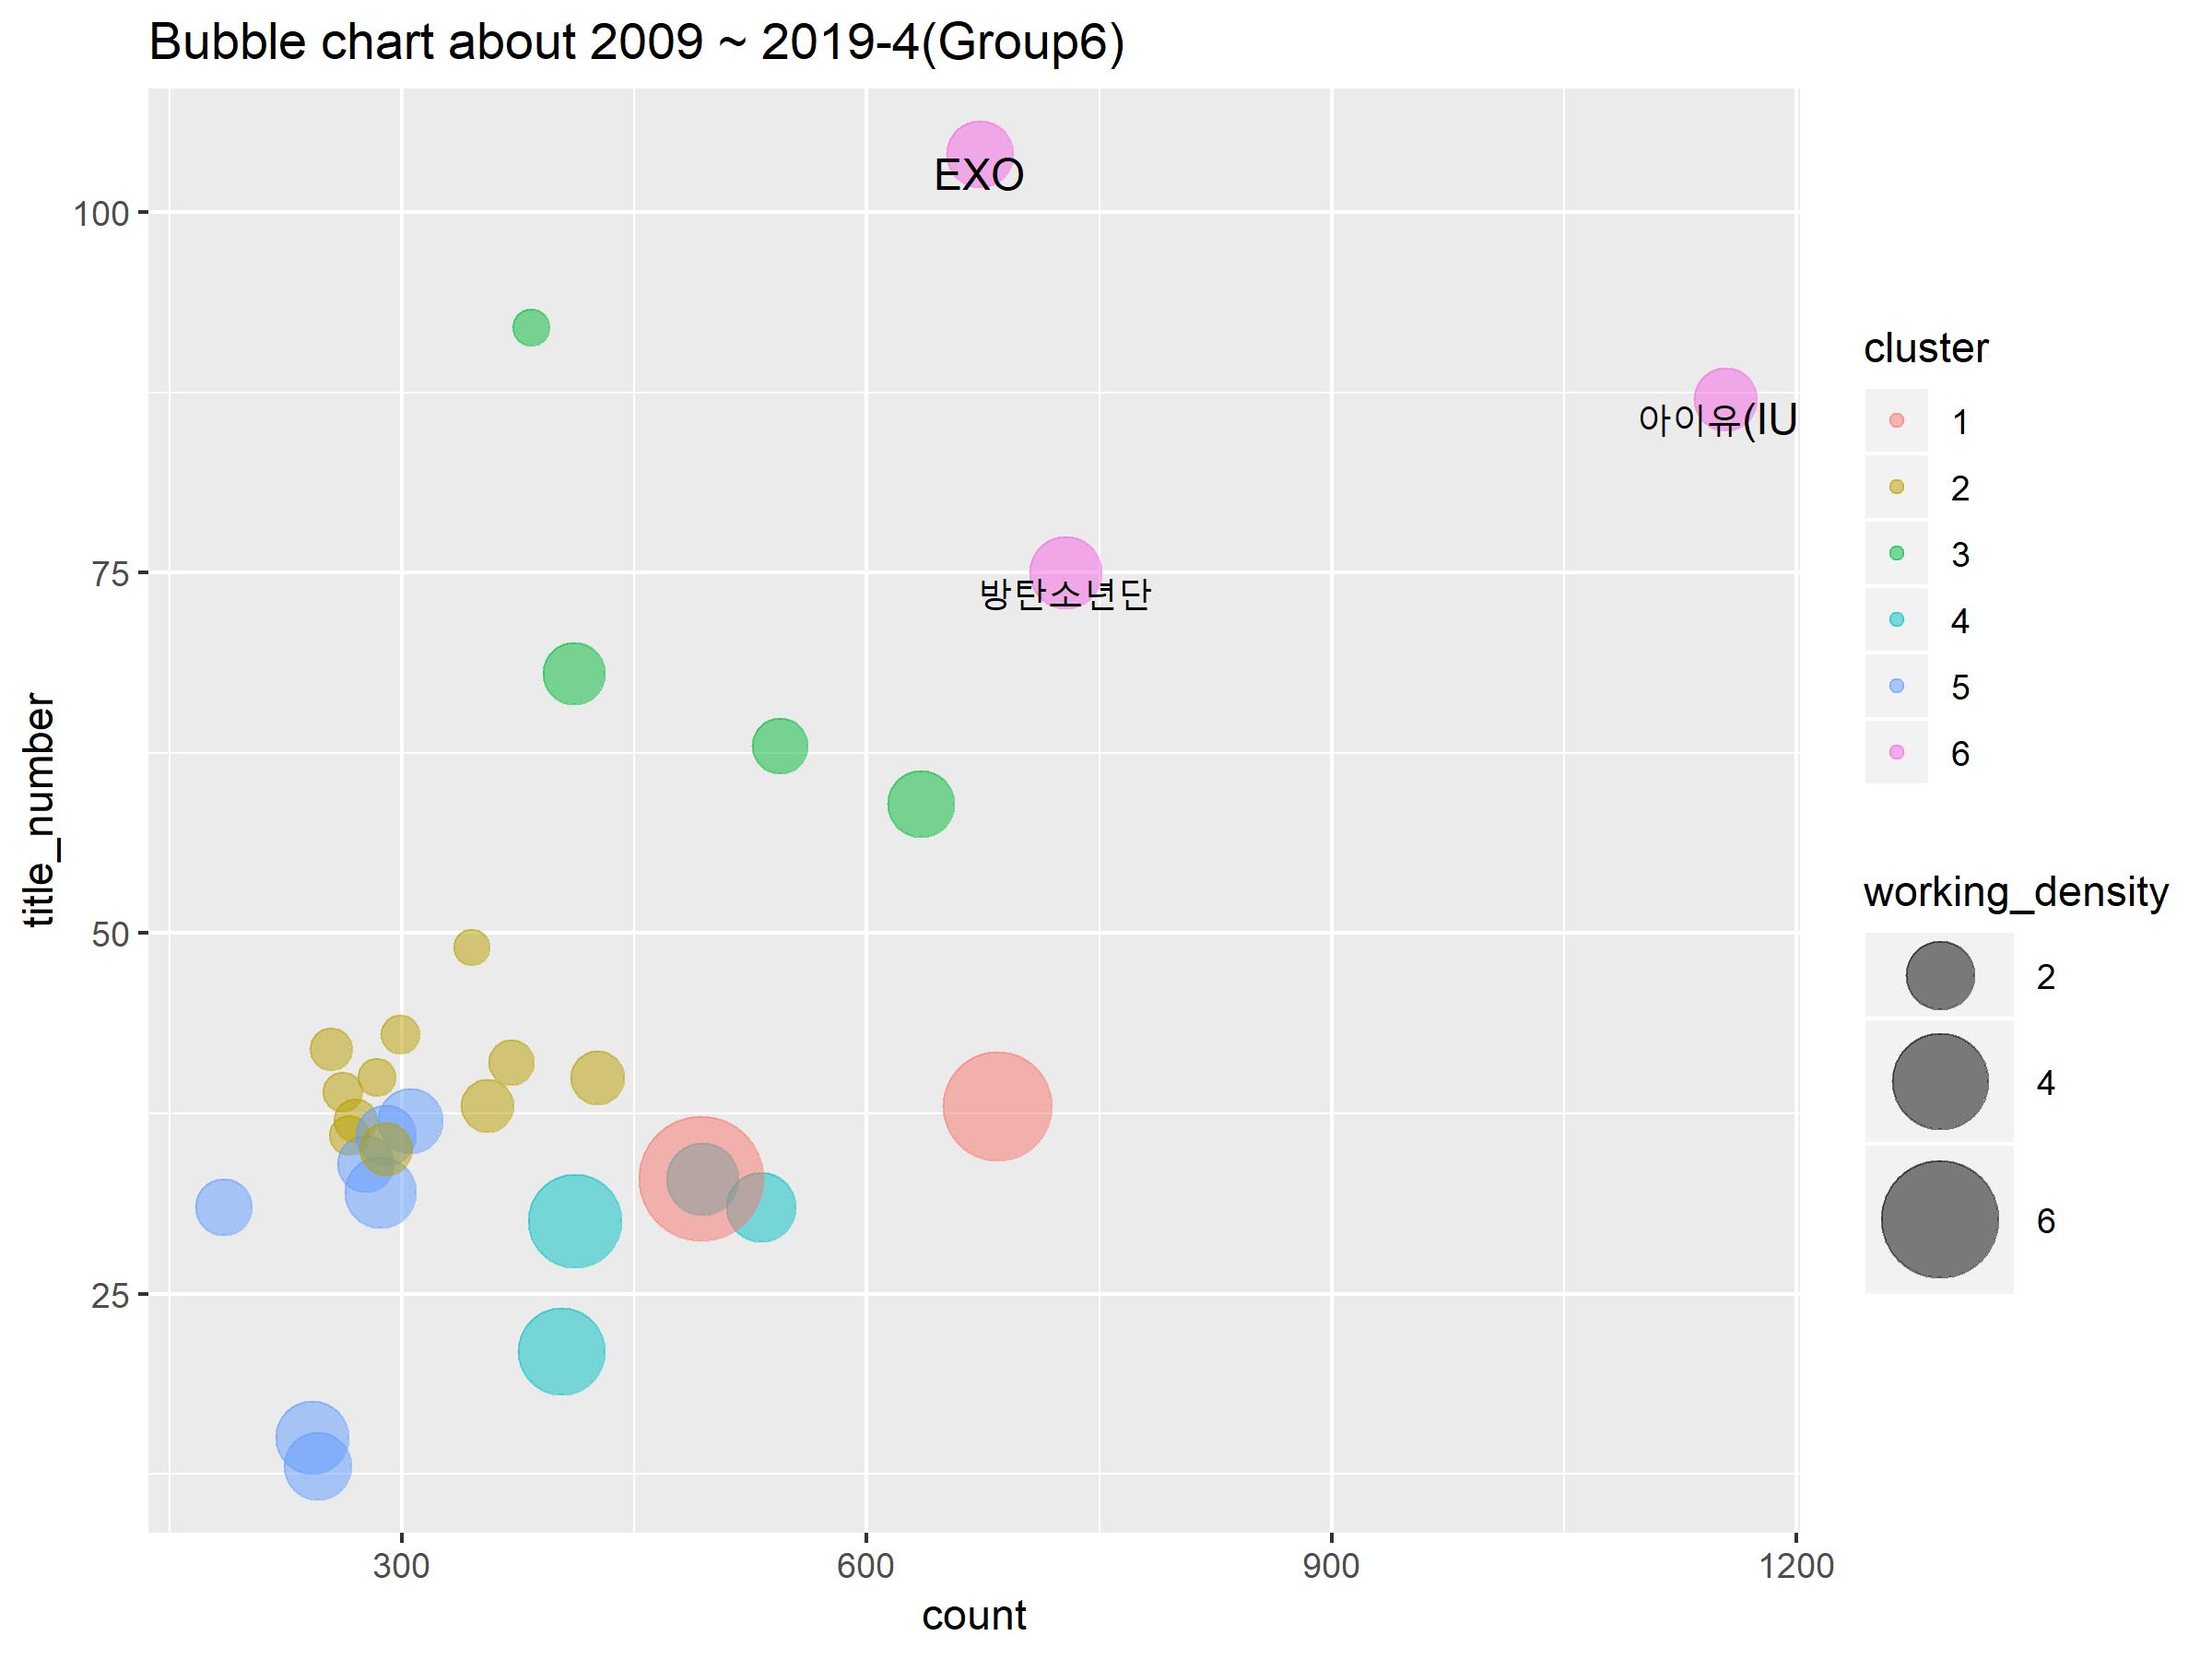 Bubble chart about 2009 ~ 2019-4(Group6)
EXO
아이유(IU
방탄소년단
100
75
50
25
title_number
300
600
900
1200
count
cluster
1
2
3
4
5
6
working_density
2
4
6